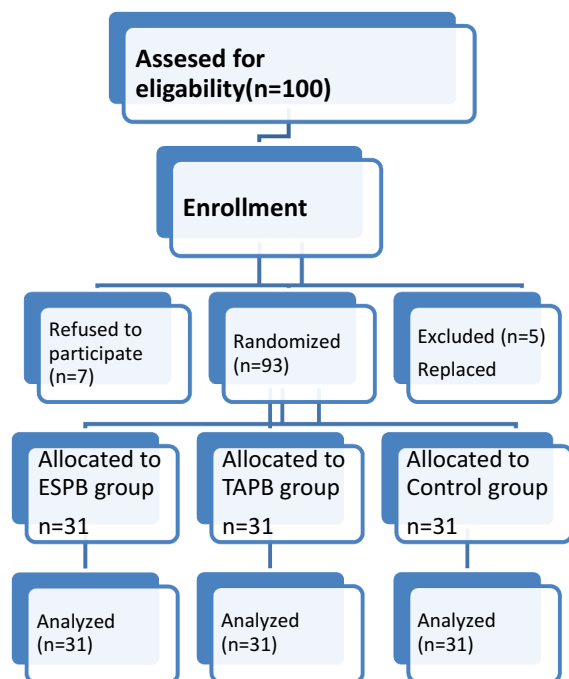 Assesed for
eligability(n=100)
Enrollment
Refused to
participate
(n=7)
Randomized
(n=93)
Excluded (n=5)
Replaced
Allocated to
ESPB group
n=31
Allocated to
TAPB group
n=31
Allocated to
Control group
n=31
Analyzed
(n=31)
Analyzed
(n=31)
Analyzed
(n=31)